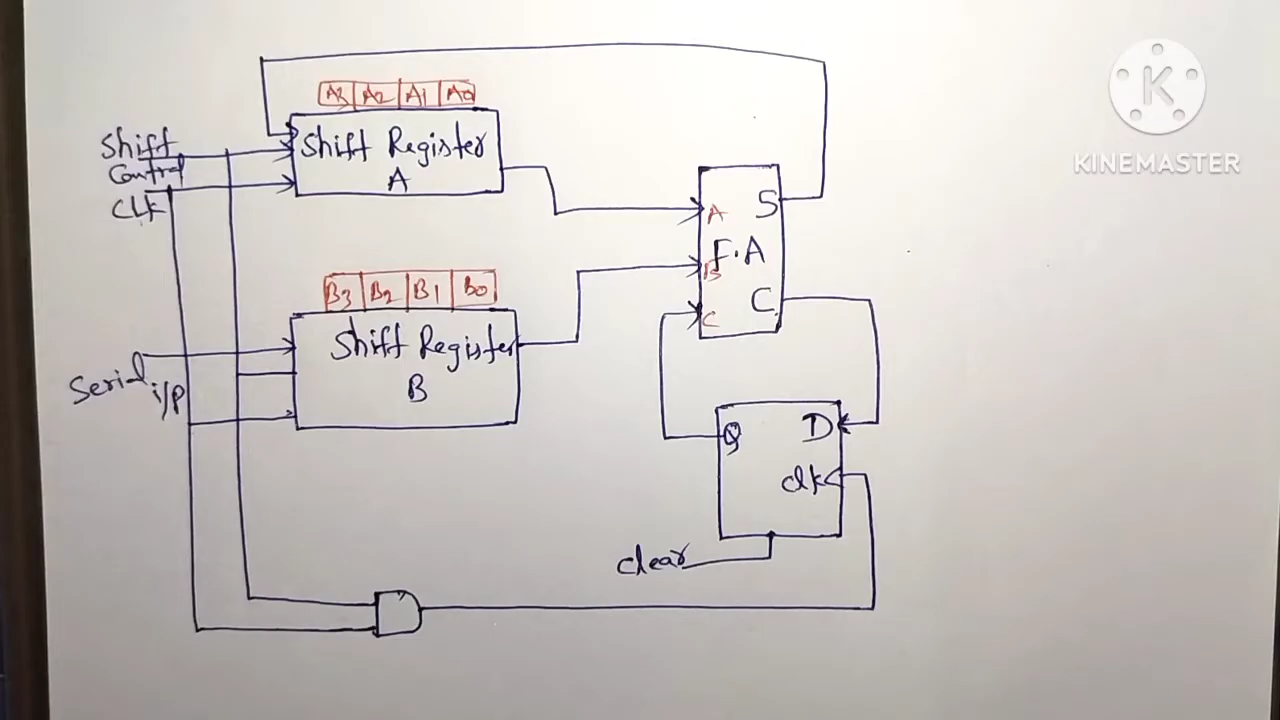 A3 A2 A1 A0
Shift
Control
Clk
Shift Register
A
K
KINEMASTER
A
S
F.A
B
C
C
B3 B2 B1 B0
Shift Register
B
Serial
i/p
Q
D
clk
clear